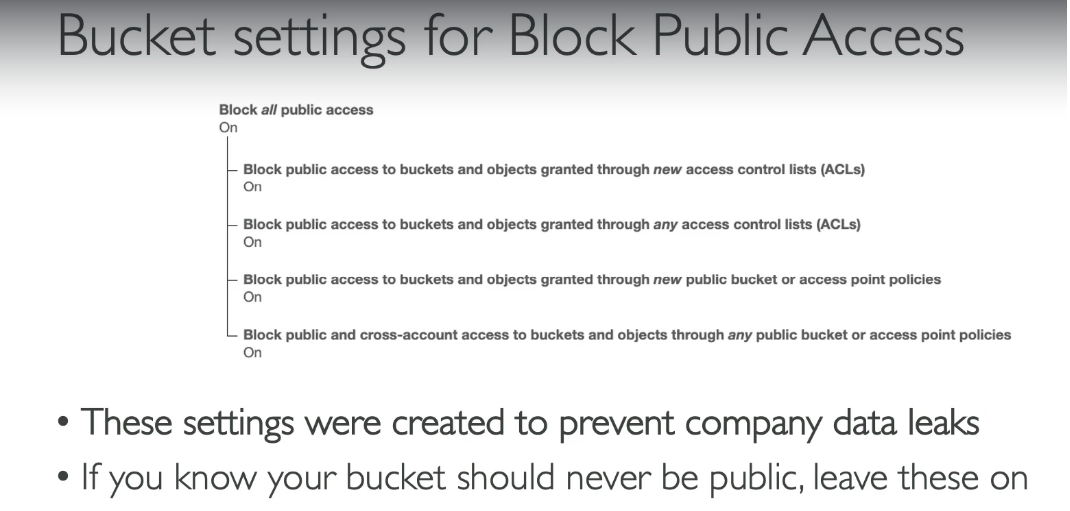 Bucket settings for Block Public Access
Block all public access
On
Block public access to buckets and objects granted through new access control lists (ACLs)
On
Block public access to buckets and objects granted through any access control lists (ACLs)
On
Block public access to buckets and objects granted through new public bucket or access point policies
On
Block public and cross-account access to buckets and objects through any public bucket or access point policies
On
• These settings were created to prevent company data leaks
• If you know your bucket should never be public, leave these on